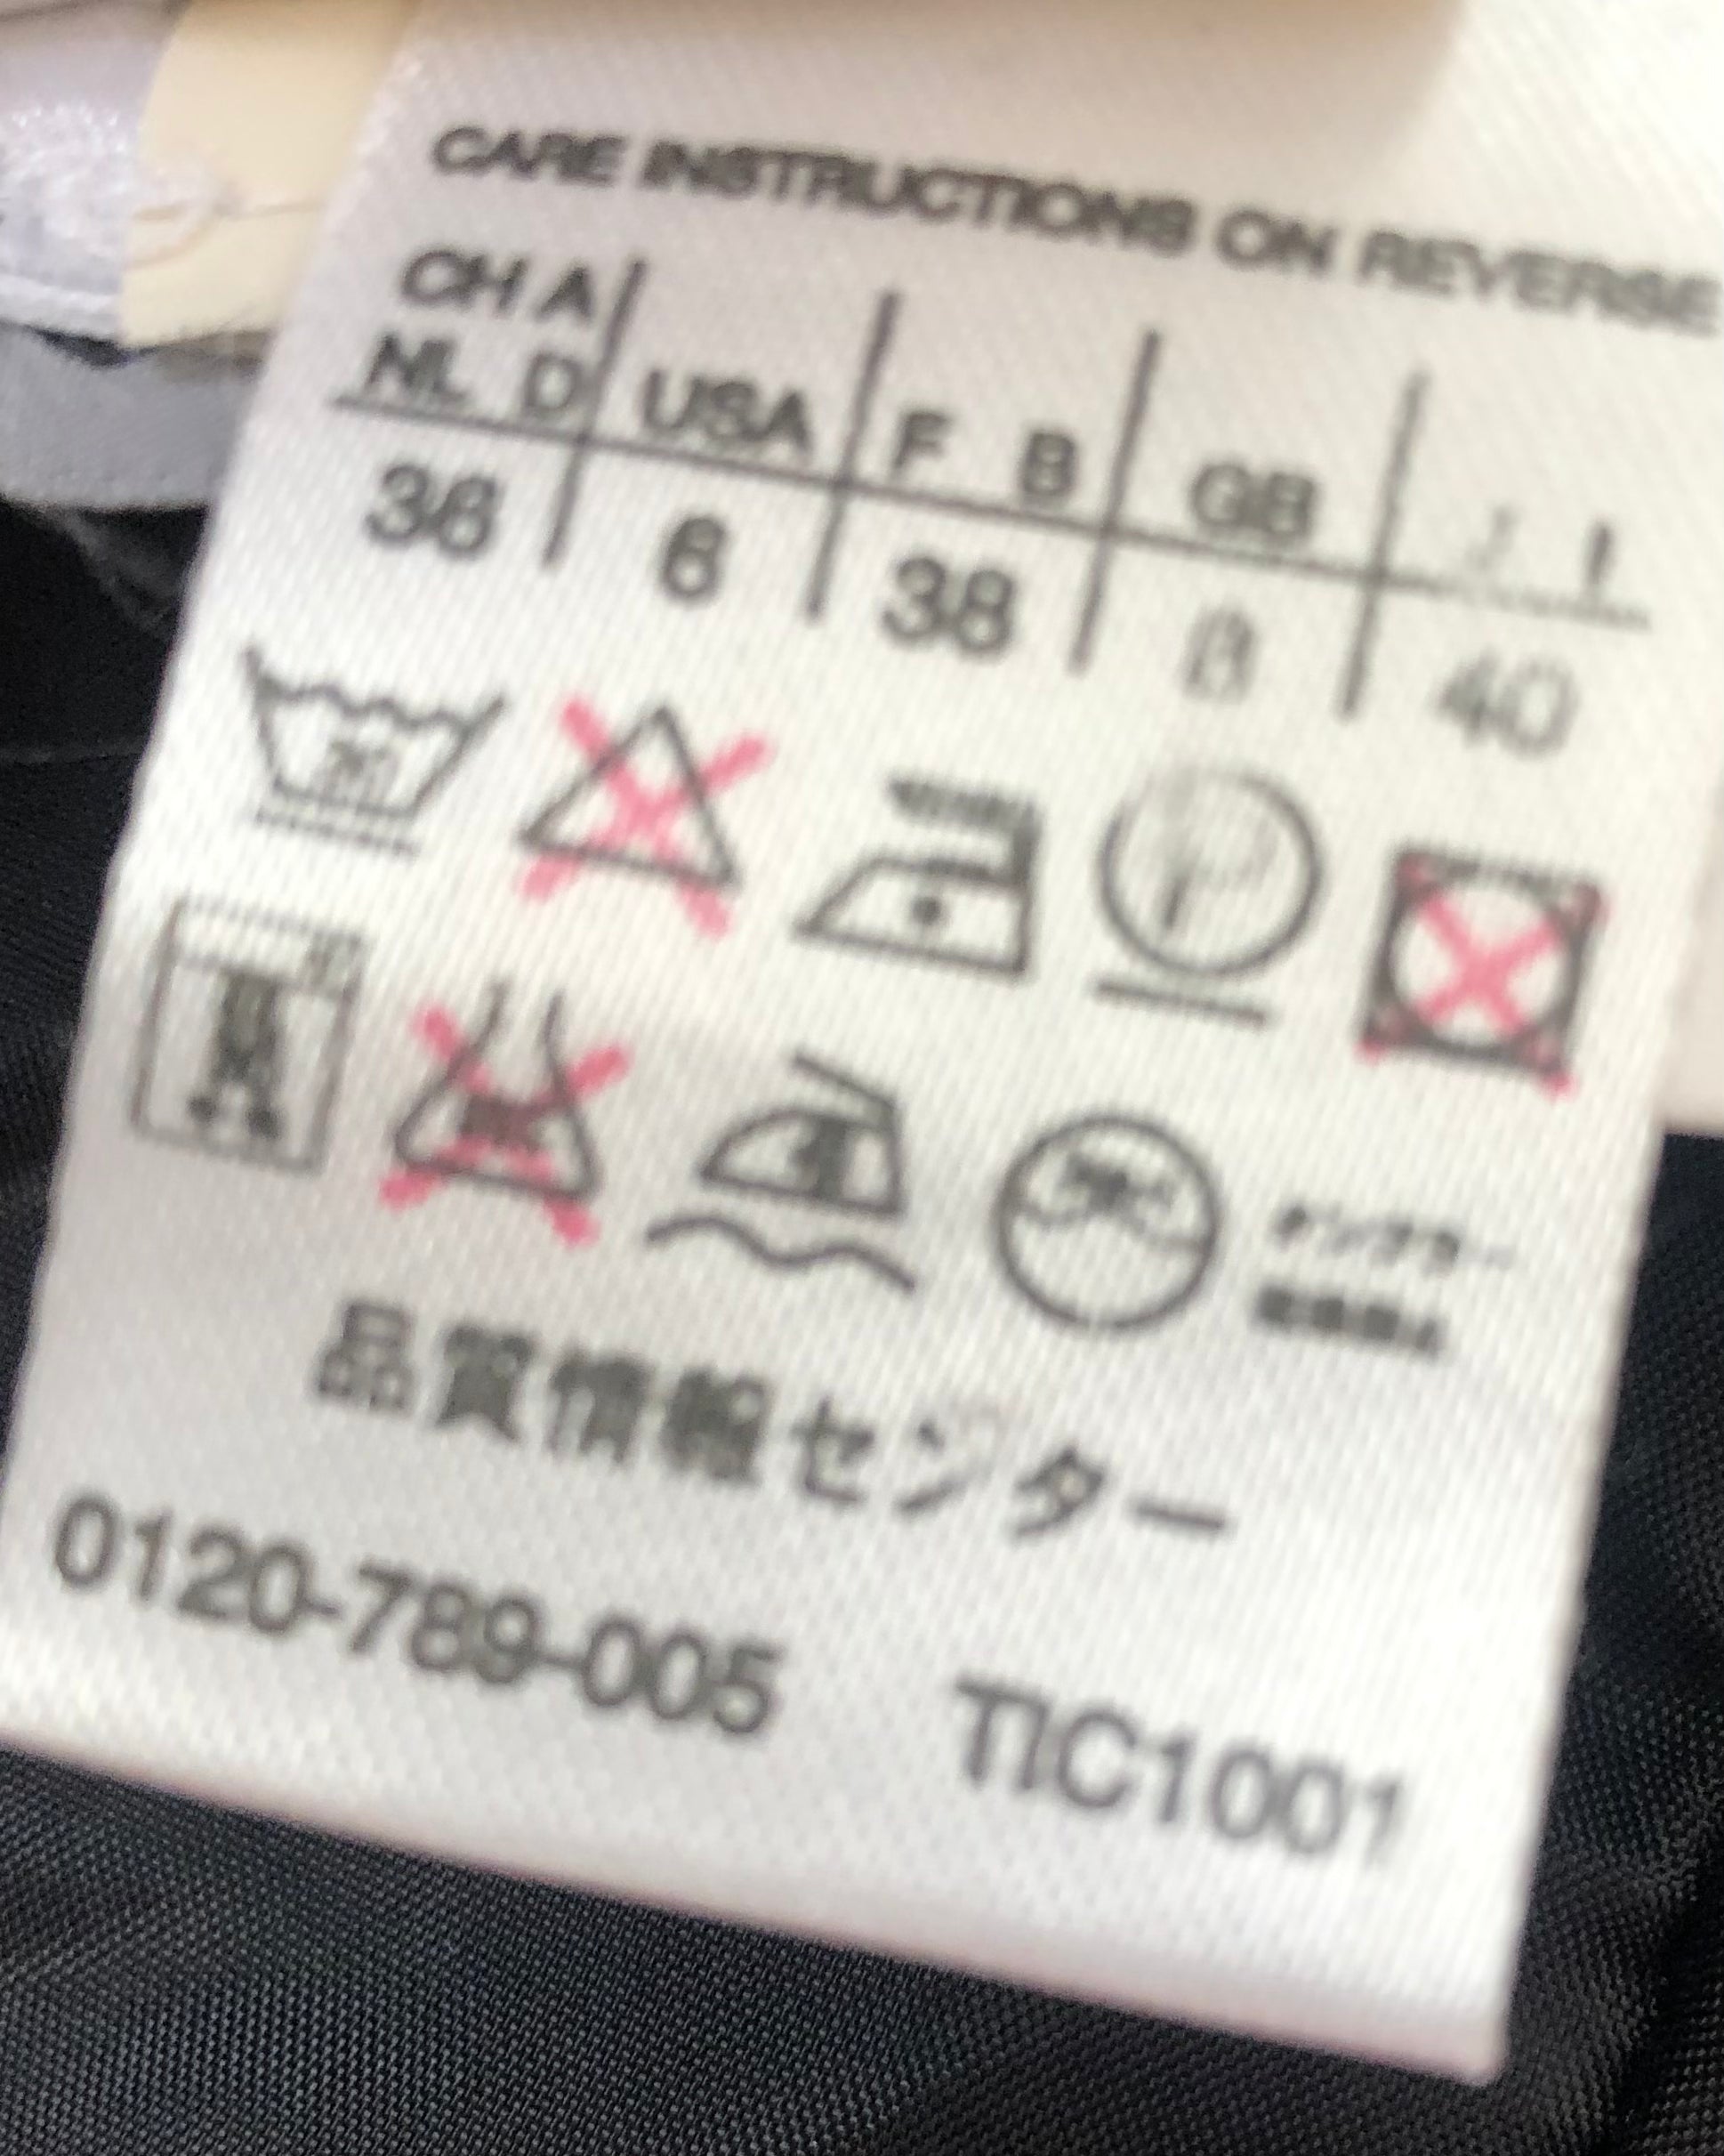 CARE INSTRUCTIONS ON REVERSE
CH A
NL D USA F B GB I
36 6 38 8 40
30
品質情報センター
0120-789-005 TIC1001